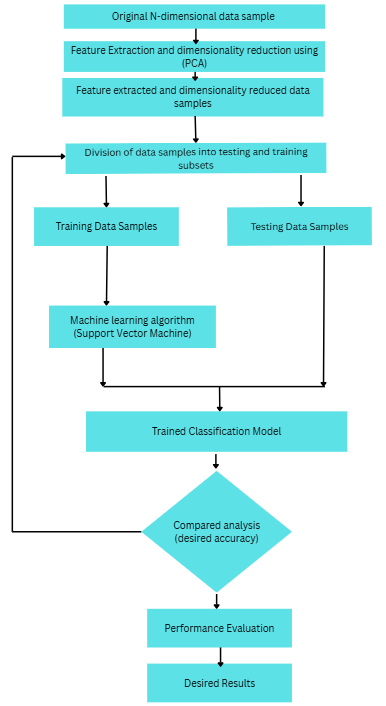 Original N-dimensional data sample
Feature Extraction and dimensionality reduction using
(PCA)
Feature extracted and dimensionality reduced data
samples
Division of data samples into testing and training
subsets
Training Data Samples
Testing Data Samples
Machine learning algorithm
(Support Vector Machine)
Trained Classification Model
Compared analysis
(desired accuracy)
Performance Evaluation
Desired Results